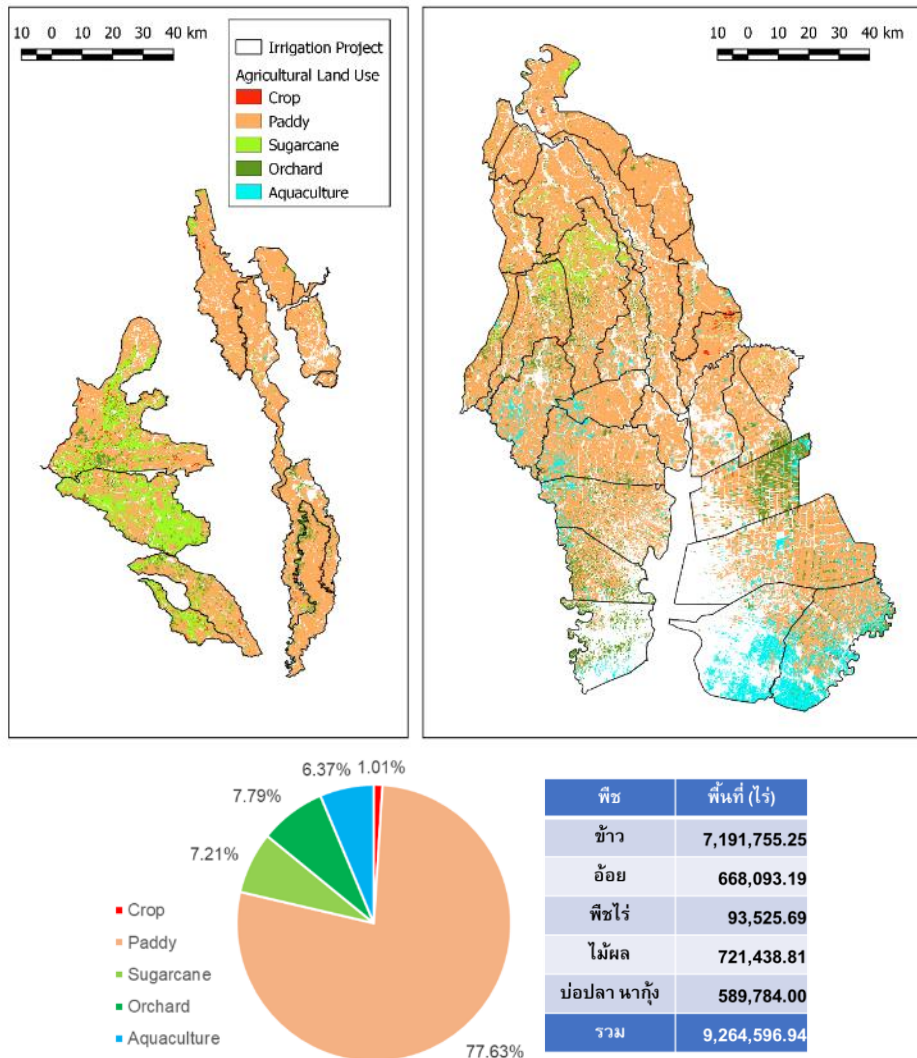 10 0 10 20 30 40 km
Irrigation Project
Agricultural Land Use
Crop
Paddy
Sugarcane
Orchard
Aquaculture
10 0 10 20 30 40 km
6.37%
1.01%
7.79%
7.21%
77.63%
Crop
Paddy
Sugarcane
Orchard
Aquaculture
พืช พื้นที่ (ไร่)
ข้าว 7,191,755.25
อ้อย 668,093.19
พืชไร่ 93,525.69
ไม้ผล 721,438.81
บ่อปลา นากุ้ง 589,784.00
รวม 9,264,596.94